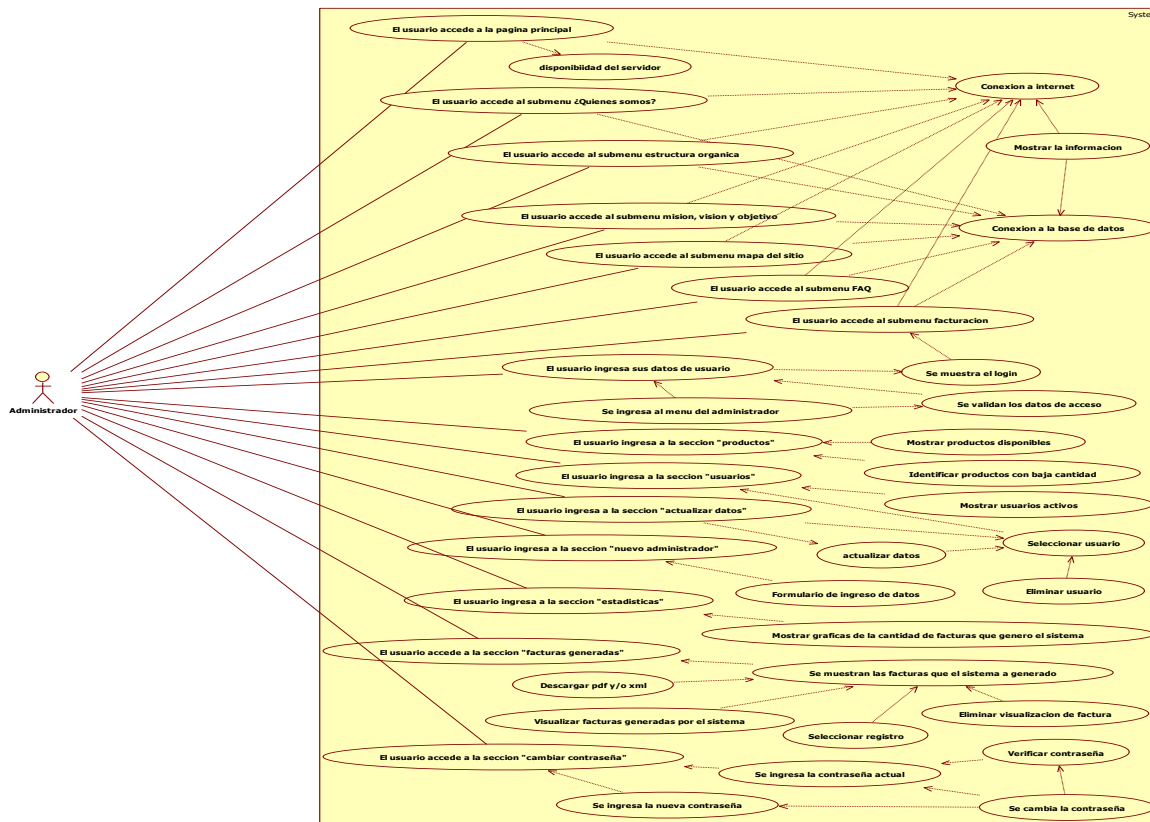 Syste
El usuario accede a la pagina principal
disponibiidad del servidor
Conexion a internet
El usuario accede al submenu ¿Quienes somos?
Mostrar la informacion
El usuario accede al submenu estructura organica
El usuario accede al submenu mision, vision y objetivo
Conexion a la base de datos
El usuario accede al submenu mapa del sitio
El usuario accede al submenu FAQ
El usuario accede al submenu facturacion
El usuario ingresa sus datos de usuario
Se muestra el login
Administrador
Se ingresa al menu del administrador
Se validan los datos de acceso
El usuario ingresa a la seccion "productos"
Mostrar productos disponibles
Identificar productos con baja cantidad
El usuario ingresa a la seccion "usuarios"
Mostrar usuarios activos
El usuario ingresa a la seccion "actualizar datos"
Seleccionar usuario
El usuario ingresa a la seccion "nuevo administrador"
actualizar datos
Eliminar usuario
Formulario de ingreso de datos
El usuario ingresa a la seccion "estadisticas"
Mostrar graficas de la cantidad de facturas que genero el sistema
El usuario accede a la seccion "facturas generadas"
Se muestran las facturas que el sistema a generado
Descargar pdf y/o xml
Eliminar visualizacion de factura
Visualizar facturas generadas por el sistema
Seleccionar registro
Verificar contraseña
El usuario accede a la seccion "cambiar contraseña"
Se ingresa la contraseña actual
Se ingresa la nueva contraseña
Se cambia la contraseña